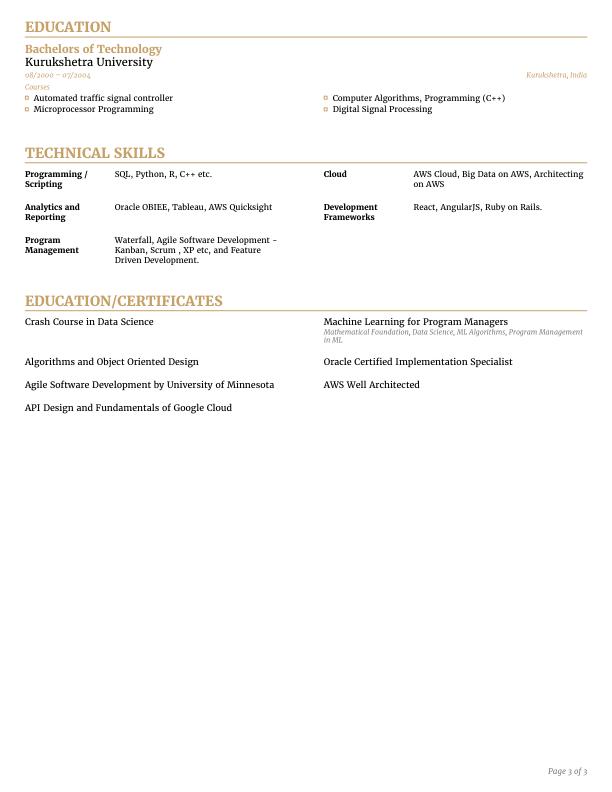 EDUCATION
Bachelors of Technology
Kurukshetra University
08/2000 – 07/2004
Kurukshetra, India
Courses
Automated traffic signal controller
Computer Algorithms, Programming (C++)
Microprocessor Programming
Digital Signal Processing
TECHNICAL SKILLS
Programming /
Scripting
SQL, Python, R, C++ etc.
Cloud
AWS Cloud, Big Data on AWS, Architecting
on AWS
Analytics and
Reporting
Oracle OBIEE, Tableau, AWS Quicksight
Development
Frameworks
React, AngularJS, Ruby on Rails.
Program
Management
Waterfall, Agile Software Development -
Kanban, Scrum , XP etc, and Feature
Driven Development.
EDUCATION/CERTIFICATES
Crash Course in Data Science
Machine Learning for Program Managers
Mathematical Foundation, Data Science, ML Algorithms, Program Management
in ML
Algorithms and Object Oriented Design
Oracle Certified Implementation Specialist
Agile Software Development by University of Minnesota
AWS Well Architected
API Design and Fundamentals of Google Cloud
Page 3 of 3